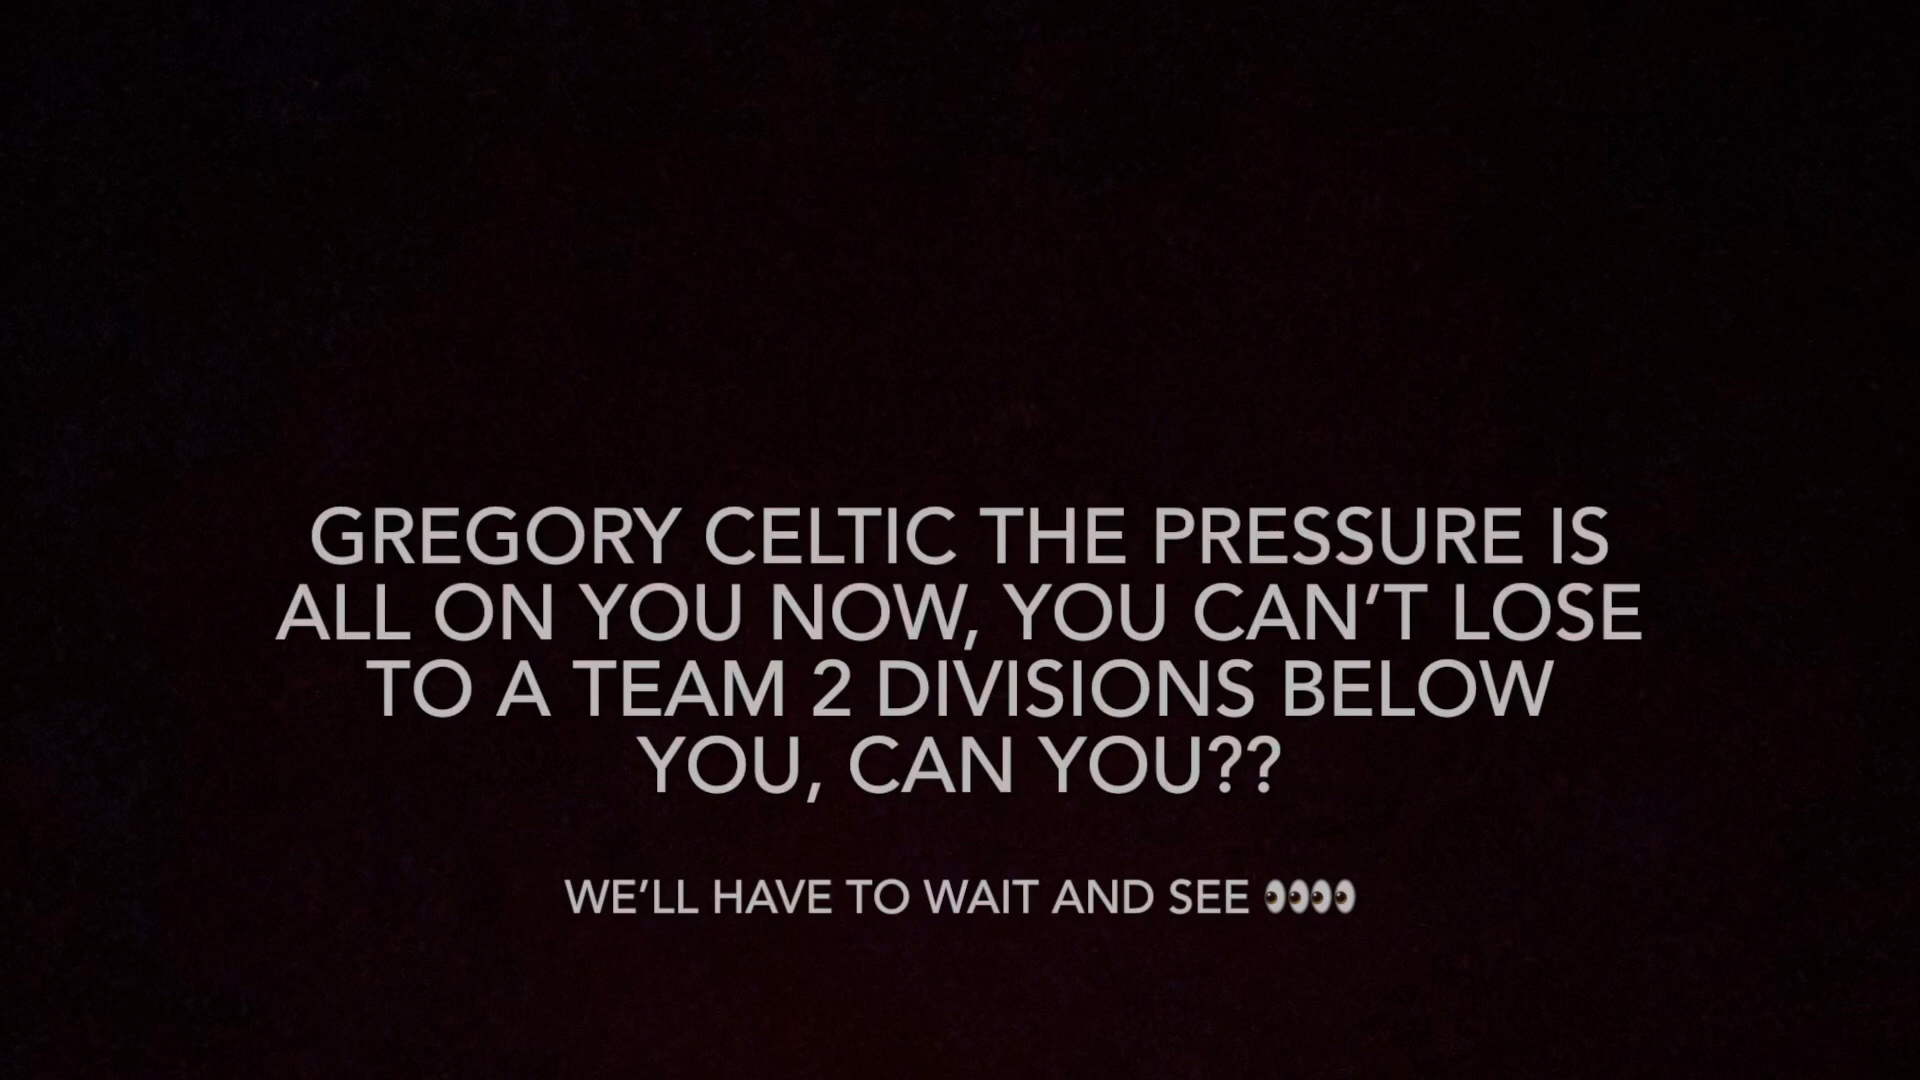 GREGORY CELTIC THE PRESSURE IS
ALL ON YOU NOW, YOU CAN’T LOSE
TO A TEAM 2 DIVISIONS BELOW
YOU, CAN YOU??
WE’LL HAVE TO WAIT AND SEE 👀👀